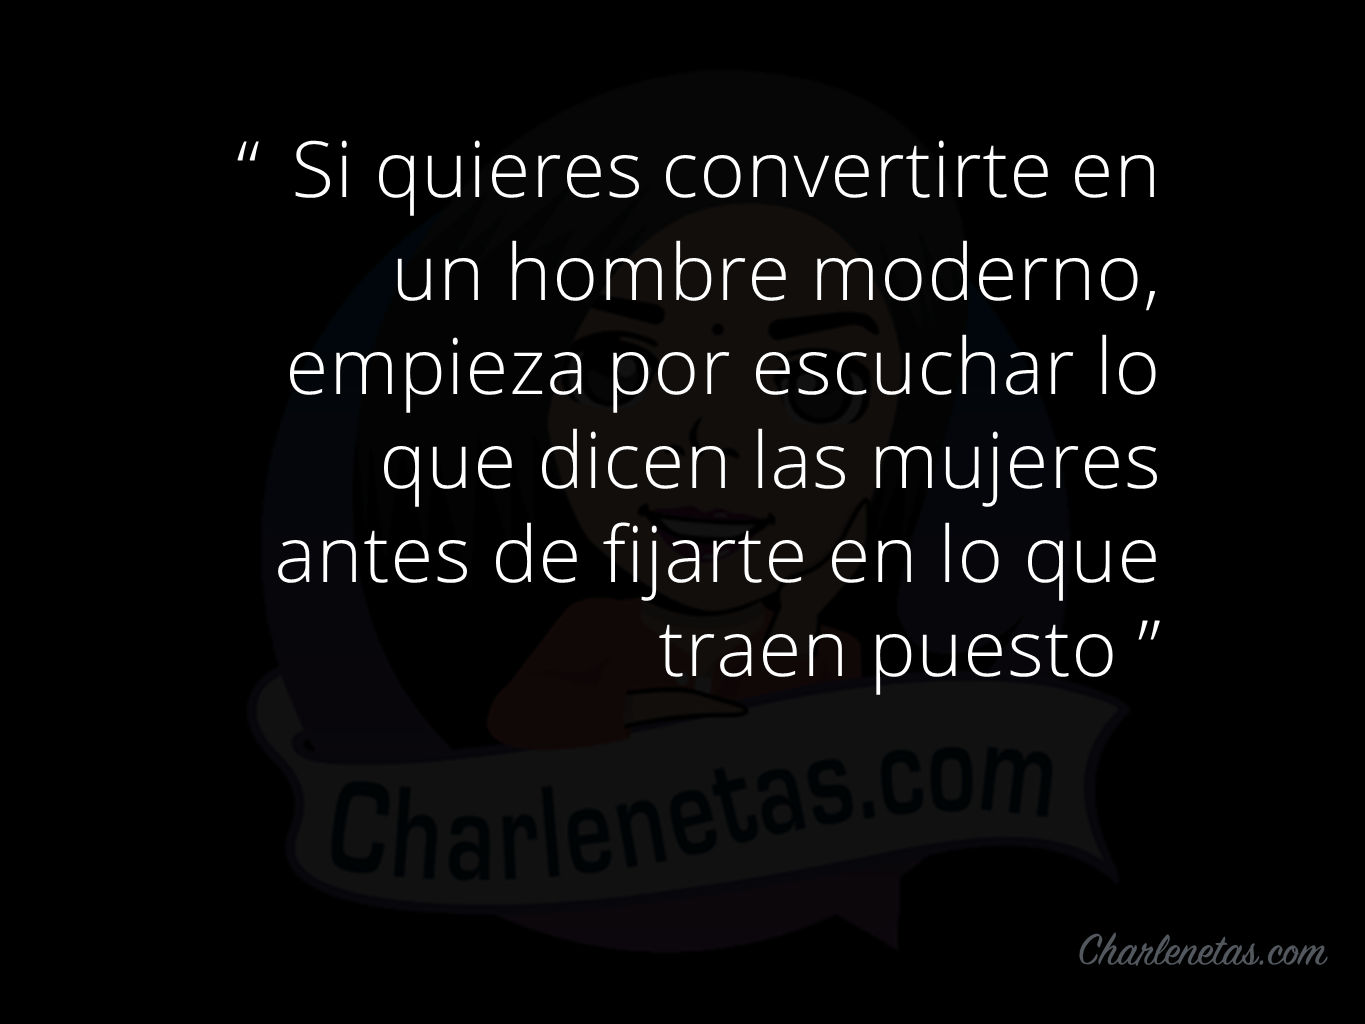 “ Si quieres convertirte en
un hombre moderno,
empieza por escuchar lo
que dicen las mujeres
antes de fijarte en lo que
traen puesto ”
Charlenetas.com
Charlenetas.com